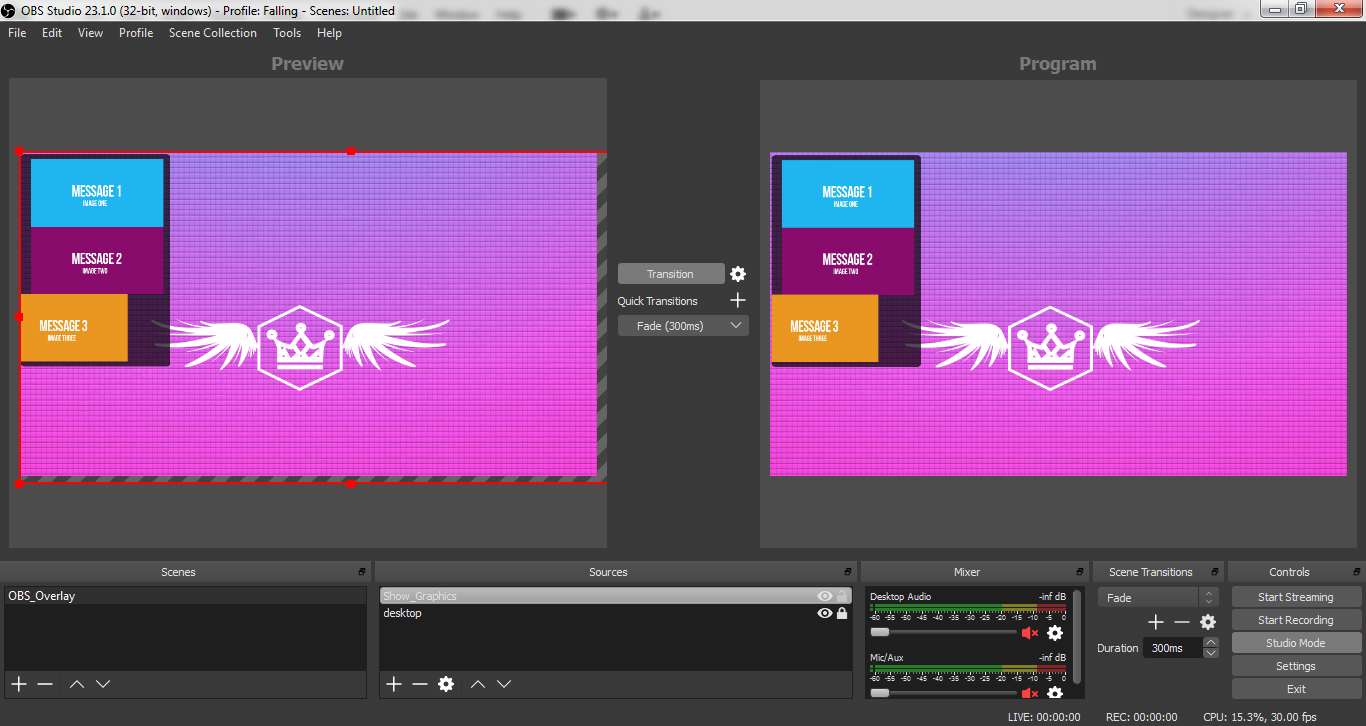 OBS Studio 23.1.0 (32-bit, windows) - Profile: Falling - Scenes: Untitled
File Edit View Profile Scene Collection Tools Help
Preview
Program
MESSAGE 1
IMAGE ONE
MESSAGE 2
IMAGE TWO
MESSAGE 3
IMAGE THREE
Transition
Quick Transitions
Fade (300ms)
MESSAGE 1
IMAGE ONE
MESSAGE 2
IMAGE TWO
MESSAGE 3
IMAGE THREE
Scenes
OBS_Overlay
Sources
Show_Graphics
desktop
Mixer
Desktop Audio -inf dB
-60 -55 -50 -45 -40 -35 -30 -25 -20 -15 -10 -5 0
Mic/Aux -inf dB
-60 -55 -50 -45 -40 -35 -30 -25 -20 -15 -10 -5 0
Scene Transitions
Fade
Duration 300ms
Controls
Start Streaming
Start Recording
Studio Mode
Settings
Exit
LIVE: 00:00:00 REC: 00:00:00 CPU: 15.3%, 30.00 fps